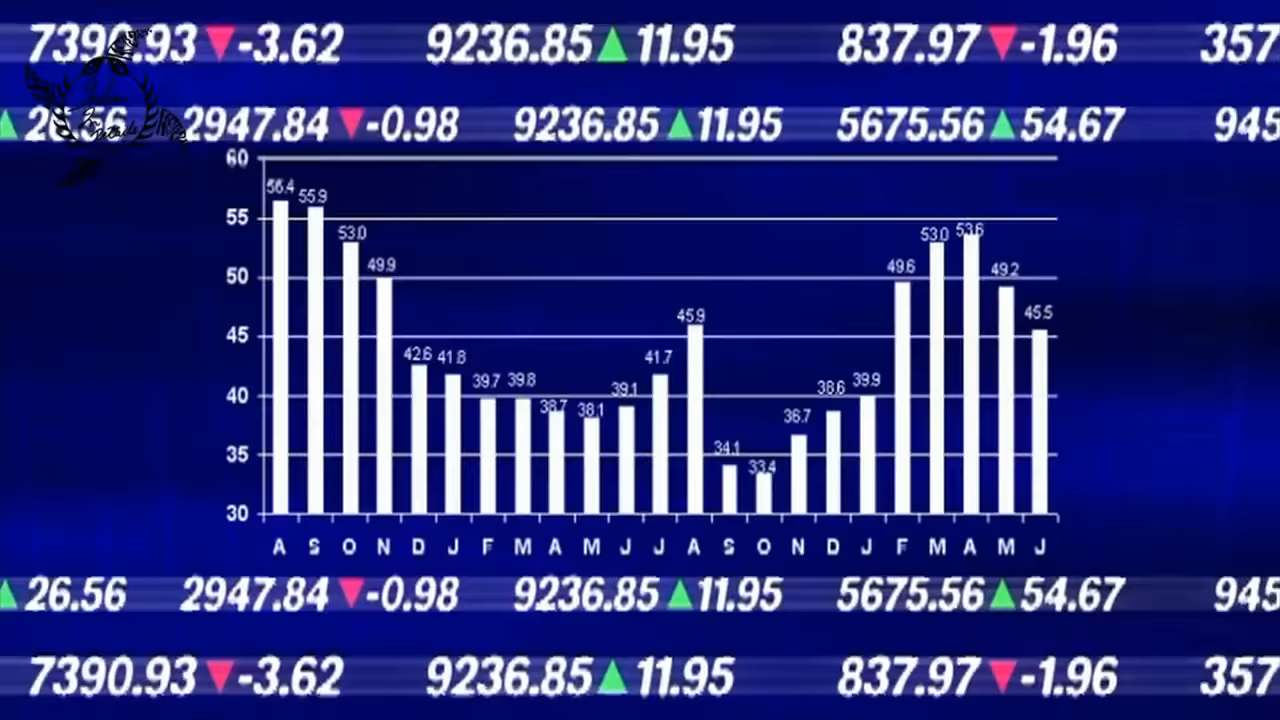 7390.93 ▼ -3.62 9236.85 ▲ 11.95 837.97 ▼ -1.96 357
▲ 26.56 2947.84 ▼ -0.98 9236.85 ▲ 11.95 5675.56 ▲ 54.67 945
60
56.4 55.9
55
53.0 53.0 53.6
50
49.9 49.6 49.2
45
45.9 45.5
42.6 41.8 41.7
40
39.7 39.8 38.7 38.1 39.1 36.7 38.6 39.9
35
34.1 33.4
30
A S O N D J F M A M J J A S O N D J F M A M J
▲ 26.56 2947.84 ▼ -0.98 9236.85 ▲ 11.95 5675.56 ▲ 54.67 945
7390.93 ▼ -3.62 9236.85 ▲ 11.95 837.97 ▼ -1.96 357